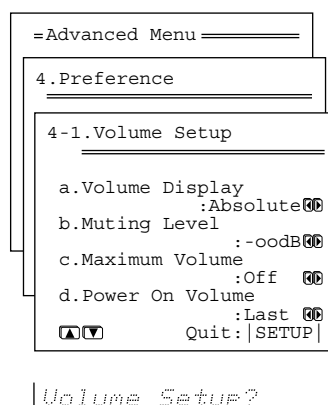 =Advanced Menu
4.Preference
4-1.Volume Setup
a.Volume Display
:Absolute
b.Muting Level
:-oodB
c.Maximum Volume
:Off
d.Power On Volume
:Last
Quit:|SETUP|
Volume Setup?